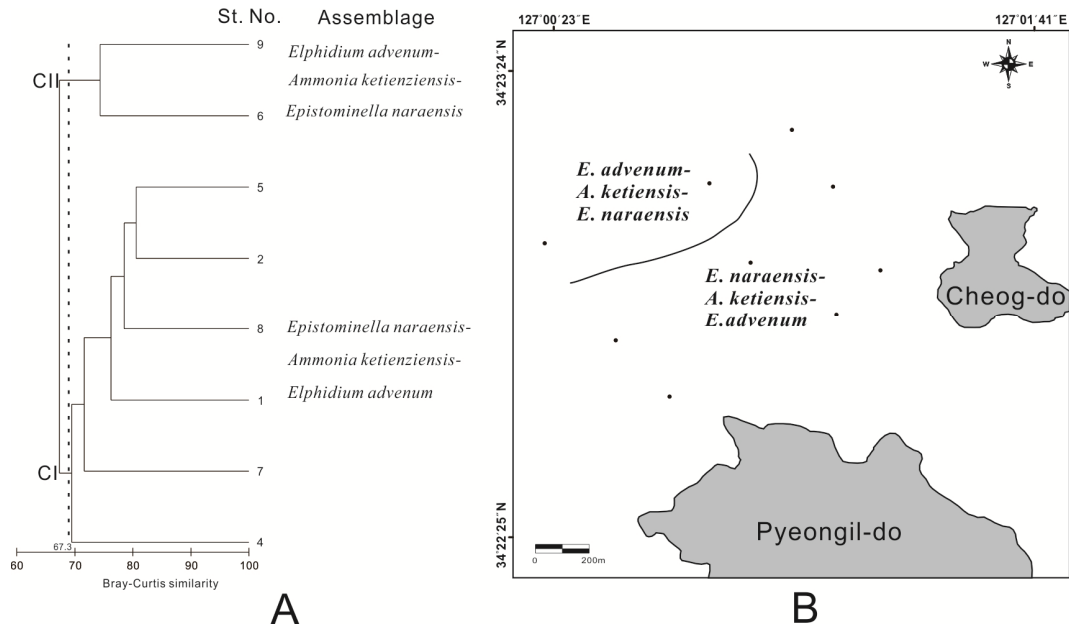 St. No. Assemblage
9 Elphidium advenum-
Ammonia ketienziensis-
6 Epistominella naraensis
CII
5
2
8 Epistominella naraensis-
Ammonia ketienziensis-
1 Elphidium advenum
7
CI
4
67.3
60 70 80 90 100
Bray-Curtis similarity
A
127°00´23˝E 127°01´41˝E
34°23´24˝N
N
W E
S
E. advenum-
A. ketiensis-
E. naraensis
E. naraensis-
A. ketiensis-
E.advenum
Cheog-do
Pyeongil-do
34°22´25˝N
0 200m
B